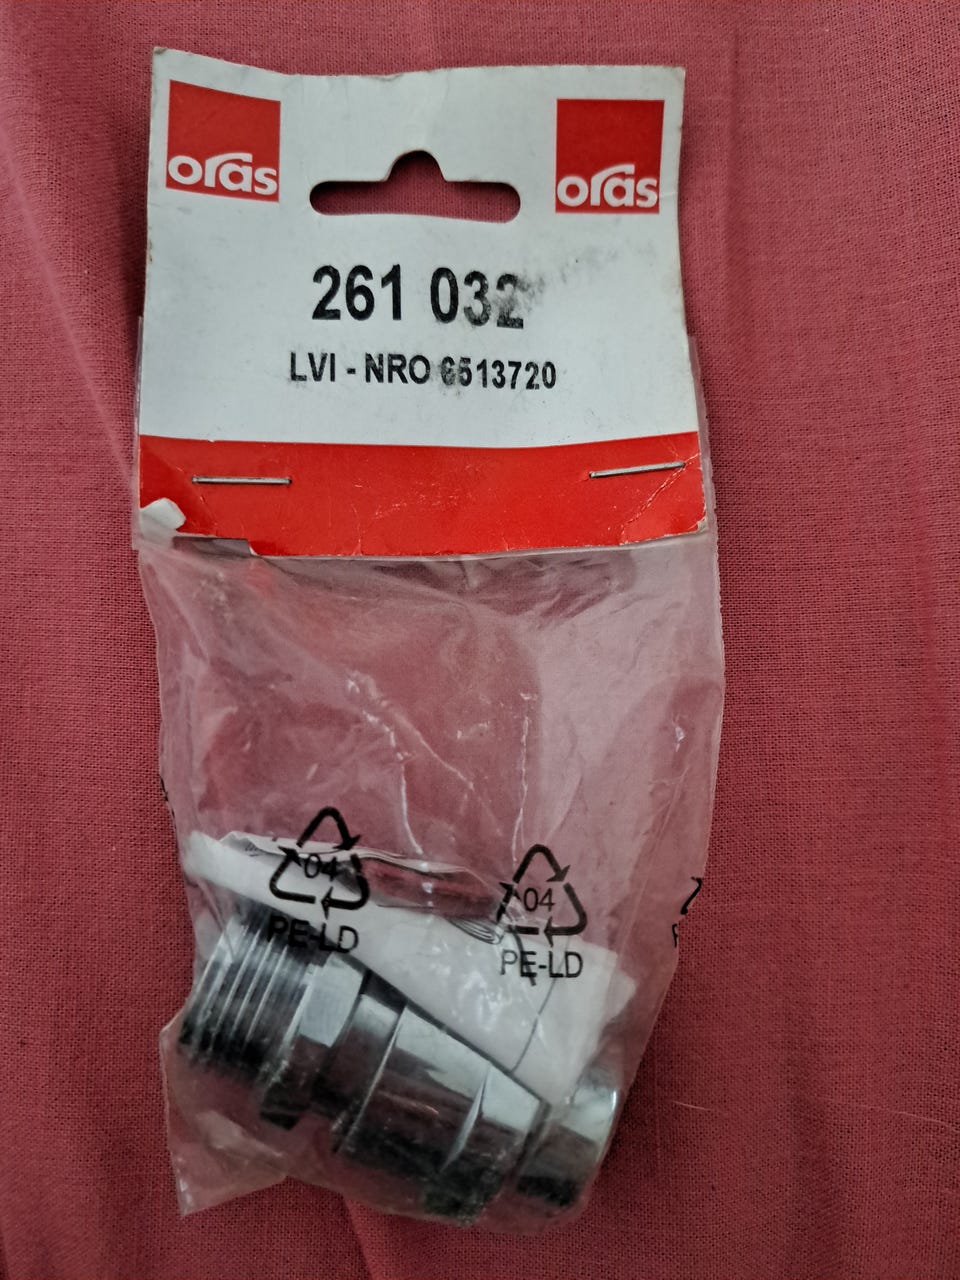 oras
oras
261 032
LVI - NRO 6513720
04
PE-LD
04
PE-LD